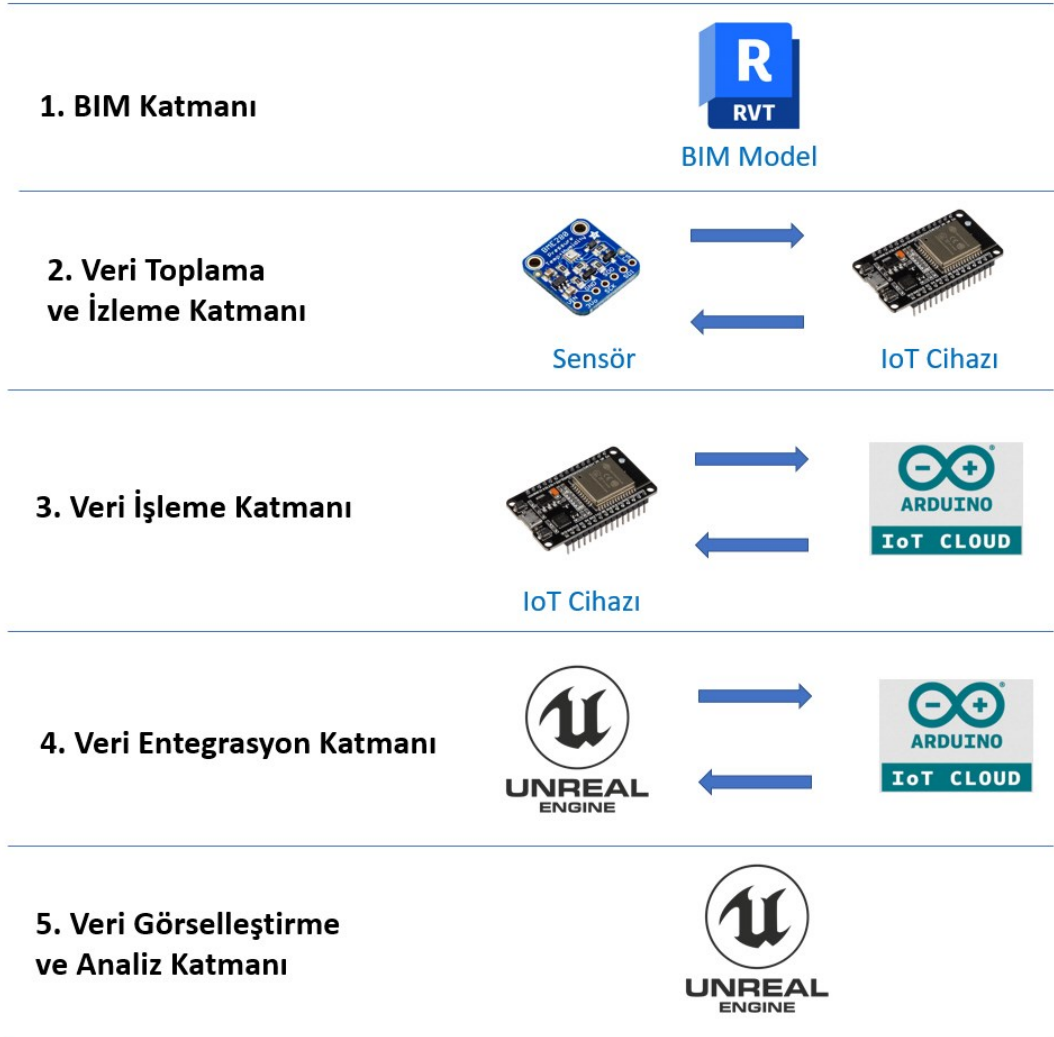 R
RVT
1. BIM Katmanı
BIM Model
2. Veri Toplama
ve İzleme Katmanı
BME280
Pressure
Sensör
IoT Cihazı
3. Veri İşleme Katmanı
ARDUINO
IoT CLOUD
IoT Cihazı
4. Veri Entegrasyon Katmanı
UNREAL
ENGINE
ARDUINO
IoT CLOUD
5. Veri Görselleştirme
ve Analiz Katmanı
UNREAL
ENGINE